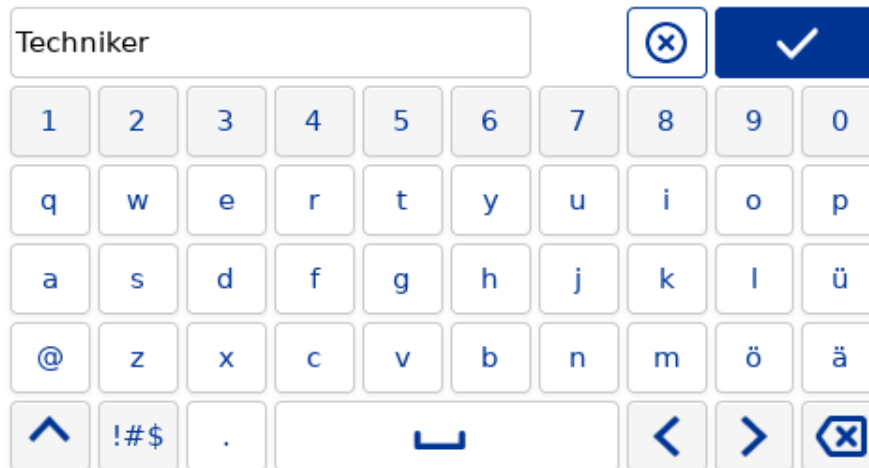 Techniker
1 2 3 4 5 6 7 8 9 0
q w e r t y u i o p
a s d f g h j k l ü
@ z x c v b n m ö ä
!#$ .